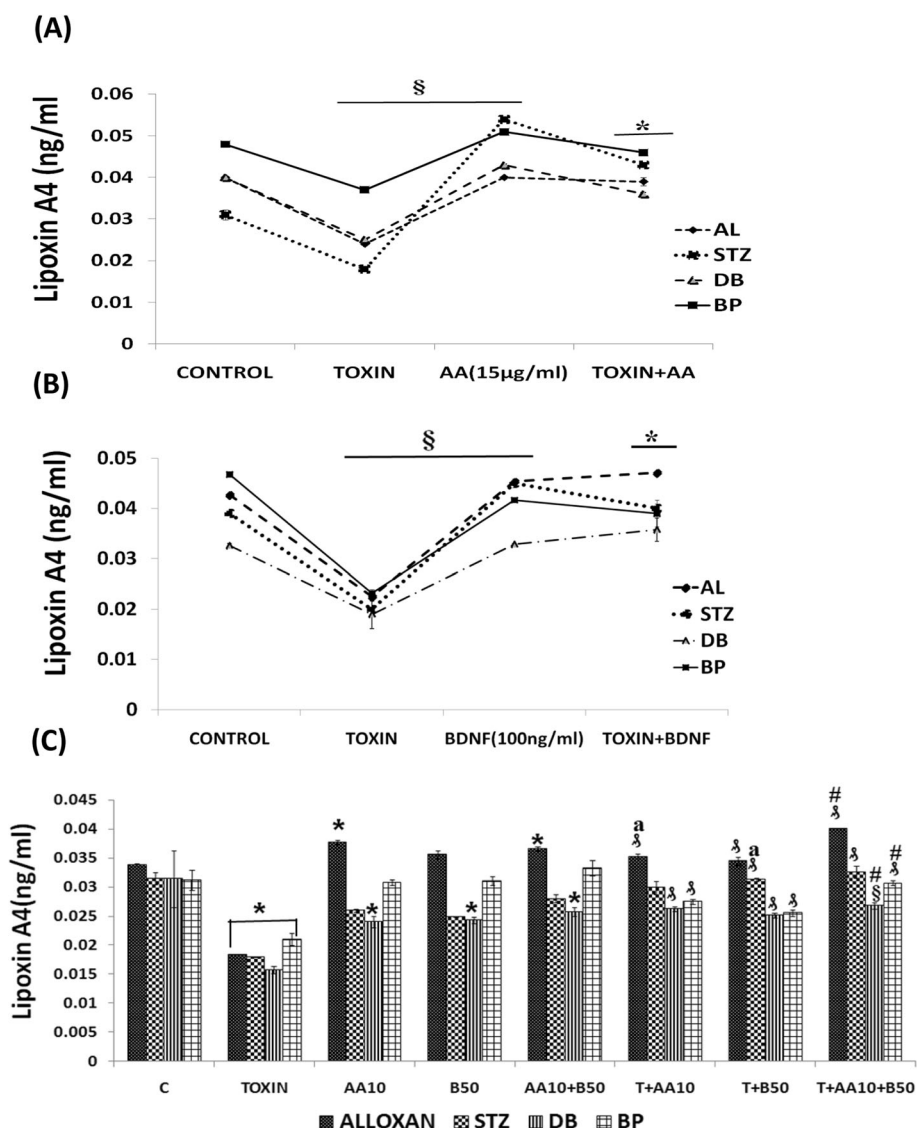 (A)
§
*
Lipoxin A4 (ng/ml
0.06
0.05
0.04
0.03
0.02
0.01
0
AL
STZ
DB
BP
CONTROL TOXIN AA(15µg/ml) TOXIN+AA
(B)
§
*
Lipoxin A4 (ng/ml)
0.05
0.04
0.03
0.02
0.01
0
AL
STZ
DB
BP
CONTROL TOXIN BDNF(100ng/ml) TOXIN+BDNF
(C)
Lipoxin A4(ng/ml)
0.045
0.04
0.035
0.03
0.025
0.02
0.015
0.01
0.005
0
*
* *
*
* *
a
§ § §
§ a § §
#
§ § # § # §
C TOXIN AA10 B50 AA10+B50 T+AA10 T+B50 T+AA10+B50
ALLOXAN STZ DB BP